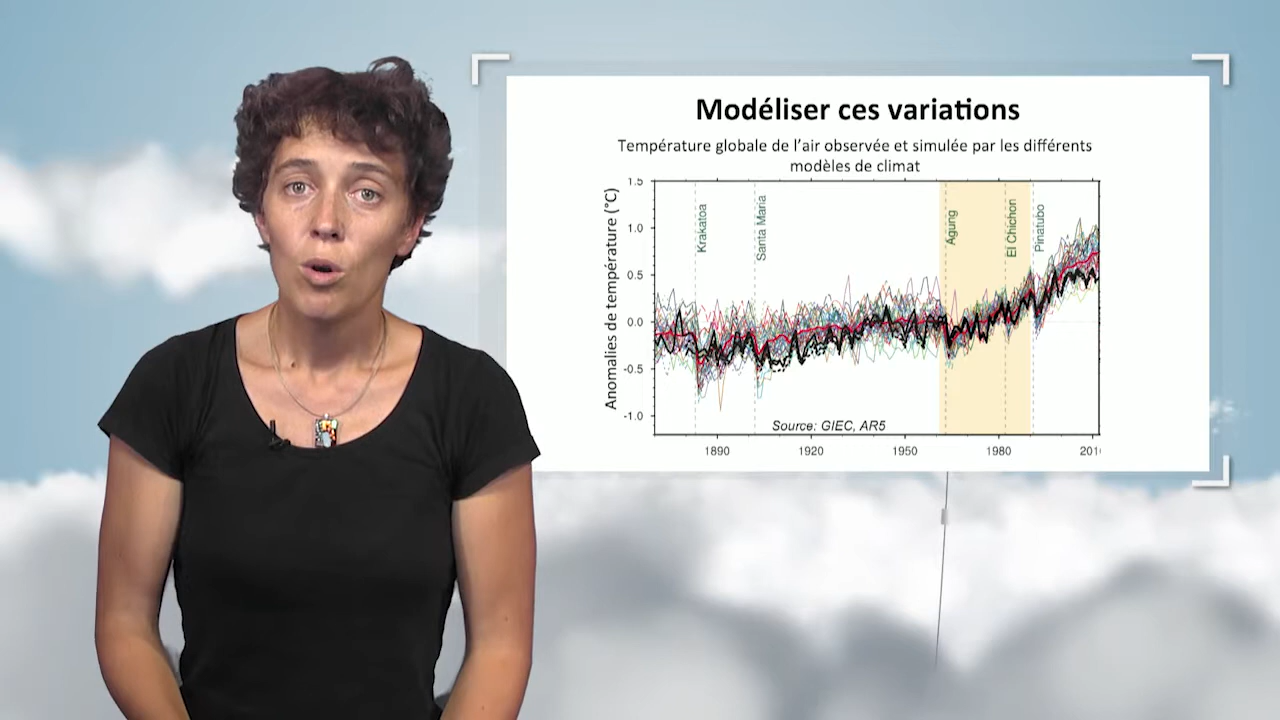 Modéliser ces variations
Température globale de l'air observée et simulée par les différents
modèles de climat
Anomalies de température (°C)
1.5
1.0
0.5
0.0
-0.5
-1.0
Krakatoa
Santa Maria
Agung
El Chichon
Pinatubo
Source: GIEC, AR5
1890
1920
1950
1980
201